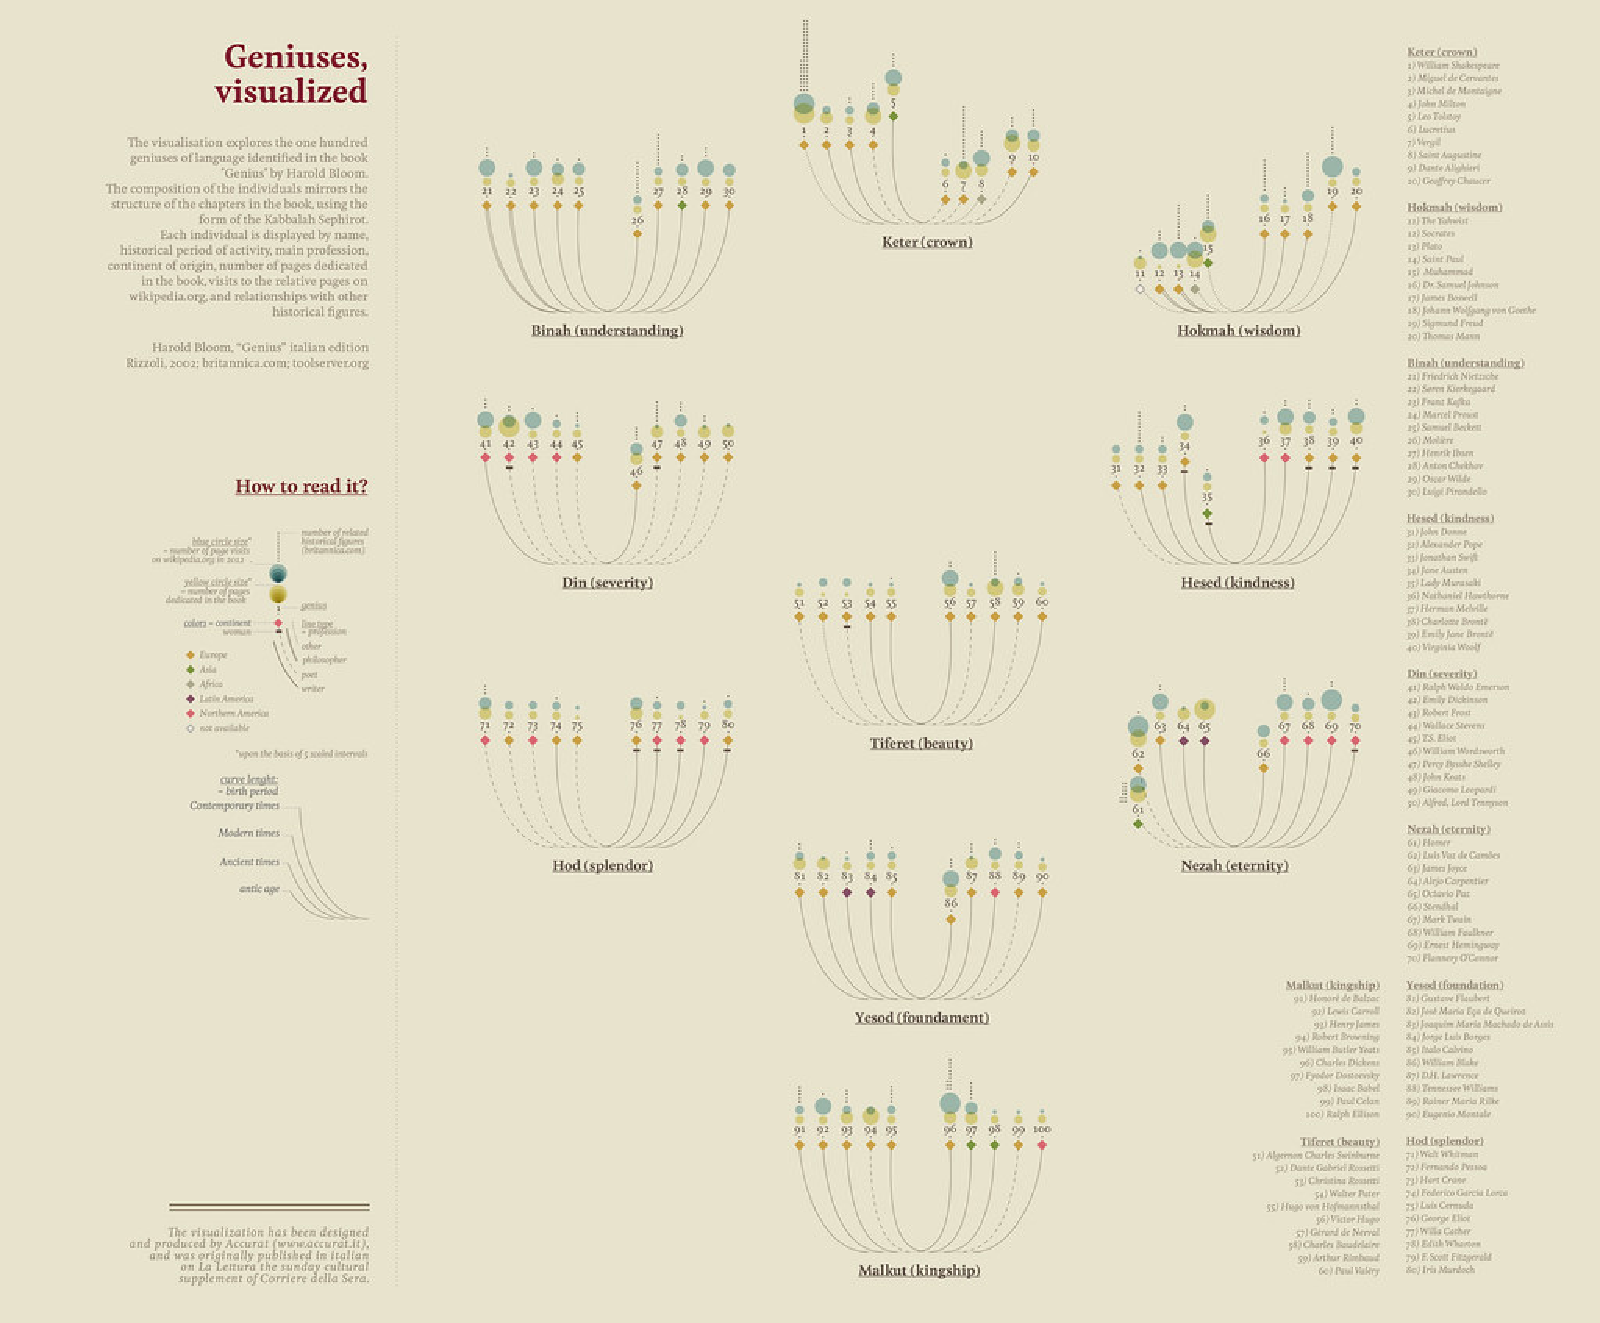 Geniuses,
visualized
The visualisation explores the one hundred
geniuses of language identified in the book
"Genius" by Harold Bloom.
The composition of the individuals mirrors the
structure of the chapters in the book, using the
form of the Kabbalah Sephirot.
Each individual is displayed by name,
historical period of activity, main profession,
continent of origin, number of pages dedicated
in the book, visits to the relative pages on
wikipedia.org, and relationships with other
historical figures.
Harold Bloom, "Genius" italian edition
Rizzoli, 2002; britannica.com; toolserver.org
How to read it?
number of related
historical figures
(britannica.com)
blue circle size*
= number of page visits
on wikipedia.org in 2012
yellow circle size*
= number of pages
dedicated in the book
genius
colors = continent
woman
line type
= profession
other
philosopher
poet
writer
Europe
Asia
Africa
Latin America
Northern America
not available
*upon the basis of 5 scaled intervals
curve lenght:
= birth period
Contemporary times
Modern times
Ancient times
antic age
The visualization has been designed
and produced by Accurat (www.accurat.it),
and was originally published in italian
on La Lettura the sunday cultural
supplement of Corriere della Sera.
1 2 3 4 5 6 7 8 9 10
Keter (crown)
21 22 23 24 25 26 27 28 29 30
Binah (understanding)
11 12 13 14 15 16 17 18 19 20
Hokmah (wisdom)
41 42 43 44 45 46 47 48 49 50
Din (severity)
31 32 33 34 35 36 37 38 39 40
Hesed (kindness)
51 52 53 54 55 56 57 58 59 60
Tiferet (beauty)
71 72 73 74 75 76 77 78 79 80
Hod (splendor)
61 62 63 64 65 66 67 68 69 70
Nezah (eternity)
81 82 83 84 85 86 87 88 89 90
Yesod (foundament)
91 92 93 94 95 96 97 98 99 100
Malkut (kingship)
Keter (crown)
1) William Shakespeare
2) Miguel de Cervantes
3) Michel de Montaigne
4) John Milton
5) Leo Tolstoy
6) Lucretius
7) Vergil
8) Saint Augustine
9) Dante Alighieri
10) Geoffrey Chaucer
Hokmah (wisdom)
11) The Yahwist
12) Socrates
13) Plato
14) Saint Paul
15) Muhammad
16) Dr. Samuel Johnson
17) James Boswell
18) Johann Wolfgang von Goethe
19) Sigmund Freud
20) Thomas Mann
Binah (understanding)
21) Friedrich Nietzsche
22) Søren Kierkegaard
23) Franz Kafka
24) Marcel Proust
25) Samuel Beckett
26) Molière
27) Henrik Ibsen
28) Anton Chekhov
29) Oscar Wilde
30) Luigi Pirandello
Hesed (kindness)
31) John Donne
32) Alexander Pope
33) Jonathan Swift
34) Jane Austen
35) Lady Murasaki
36) Nathaniel Hawthorne
37) Herman Melville
38) Charlotte Brontë
39) Emily Jane Brontë
40) Virginia Woolf
Din (severity)
41) Ralph Waldo Emerson
42) Emily Dickinson
43) Robert Frost
44) Wallace Stevens
45) T.S. Eliot
46) William Wordsworth
47) Percy Bysshe Shelley
48) John Keats
49) Giacomo Leopardi
50) Alfred, Lord Tennyson
Nezah (eternity)
61) Homer
62) Luís Vaz de Camões
63) James Joyce
64) Alejo Carpentier
65) Octavio Paz
66) Stendhal
67) Mark Twain
68) William Faulkner
69) Ernest Hemingway
70) Flannery O'Connor
Malkut (kingship)
91) Honoré de Balzac
92) Lewis Carroll
93) Henry James
94) Robert Browning
95) William Butler Yeats
96) Charles Dickens
97) Fyodor Dostoevsky
98) Isaac Babel
99) Paul Celan
100) Ralph Ellison
Yesod (foundation)
81) Gustave Flaubert
82) José Maria Eça de Queiroz
83) Joaquim Maria Machado de Assis
84) Jorge Luis Borges
85) Italo Calvino
86) William Blake
87) D.H. Lawrence
88) Tennessee Williams
89) Rainer Maria Rilke
90) Eugenio Montale
Tiferet (beauty)
51) Algernon Charles Swinburne
52) Dante Gabriel Rossetti
53) Christina Rossetti
54) Walter Pater
55) Hugo von Hofmannsthal
56) Victor Hugo
57) Gérard de Nerval
58) Charles Baudelaire
59) Arthur Rimbaud
60) Paul Valéry
Hod (splendor)
71) Walt Whitman
72) Fernando Pessoa
73) Hart Crane
74) Federico García Lorca
75) Luis Cernuda
76) George Eliot
77) Willa Cather
78) Edith Wharton
79) F. Scott Fitzgerald
80) Iris Murdoch